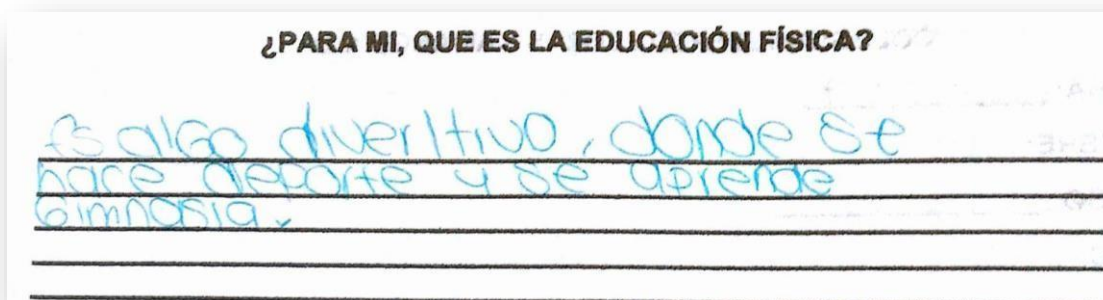 ¿PARA MI, QUE ES LA EDUCACIÓN FÍSICA?
Es algo diveritivo, donde se
hace deporte y se aprende
Gimnasia.